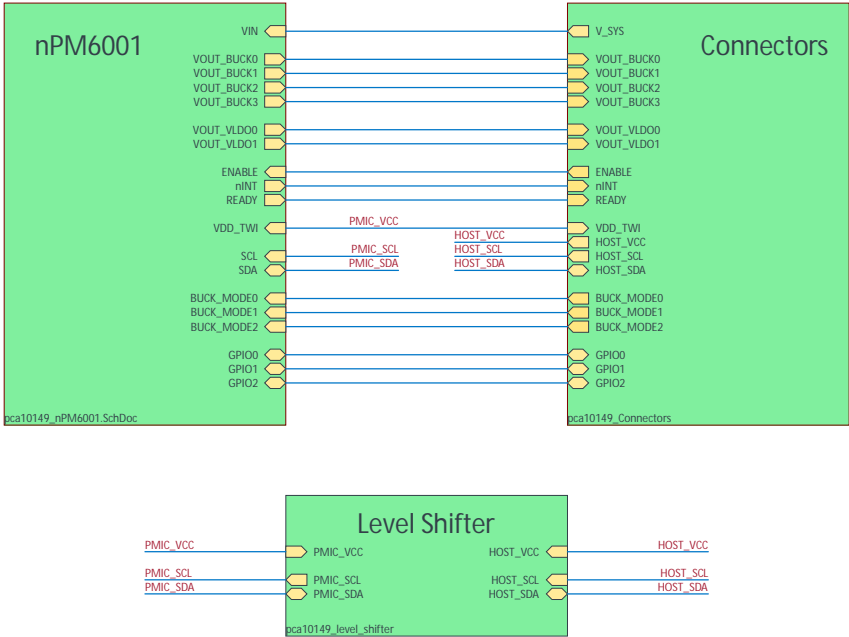 nPM6001
Connectors
VIN
V_SYS
VOUT_BUCK0
VOUT_BUCK0
VOUT_BUCK1
VOUT_BUCK1
VOUT_BUCK2
VOUT_BUCK2
VOUT_BUCK3
VOUT_BUCK3
VOUT_VLDO0
VOUT_VLDO0
VOUT_VLDO1
VOUT_VLDO1
ENABLE
ENABLE
nINT
nINT
READY
READY
VDD_TWI
PMIC_VCC
VDD_TWI
HOST_VCC
HOST_VCC
SCL
PMIC_SCL
HOST_SCL
HOST_SCL
SDA
PMIC_SDA
HOST_SDA
HOST_SDA
BUCK_MODE0
BUCK_MODE0
BUCK_MODE1
BUCK_MODE1
BUCK_MODE2
BUCK_MODE2
GPIO0
GPIO0
GPIO1
GPIO1
GPIO2
GPIO2
pca10149_nPM6001.SchDoc
pca10149_Connectors
Level Shifter
PMIC_VCC
PMIC_VCC
HOST_VCC
HOST_VCC
PMIC_SCL
PMIC_SCL
HOST_SCL
HOST_SCL
PMIC_SDA
PMIC_SDA
HOST_SDA
HOST_SDA
pca10149_level_shifter